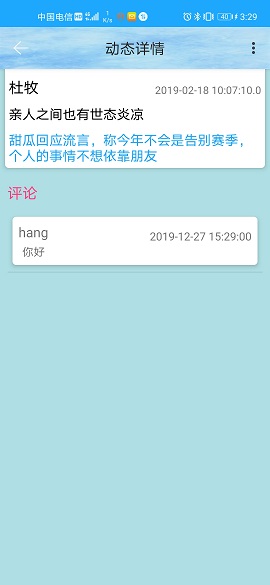 中国电信 HD 1 K/s 40 3:29
动态详情
杜牧 2019-02-18 10:07:10.0
亲人之间也有世态炎凉
甜瓜回应流言，称今年不会是告别赛季，
个人的事情不想依靠朋友
评论
hang 2019-12-27 15:29:00
你好